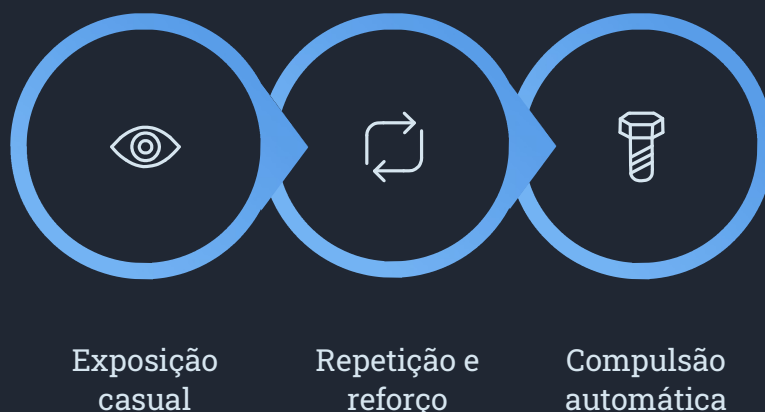 Exposição
casual
Repetição e
reforço
Compulsão
automática